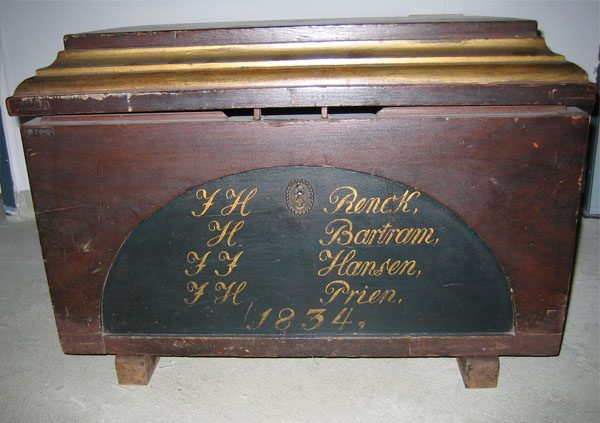 J H Renck,
H Bartram,
J J Hansen,
J H Prien,
1834,